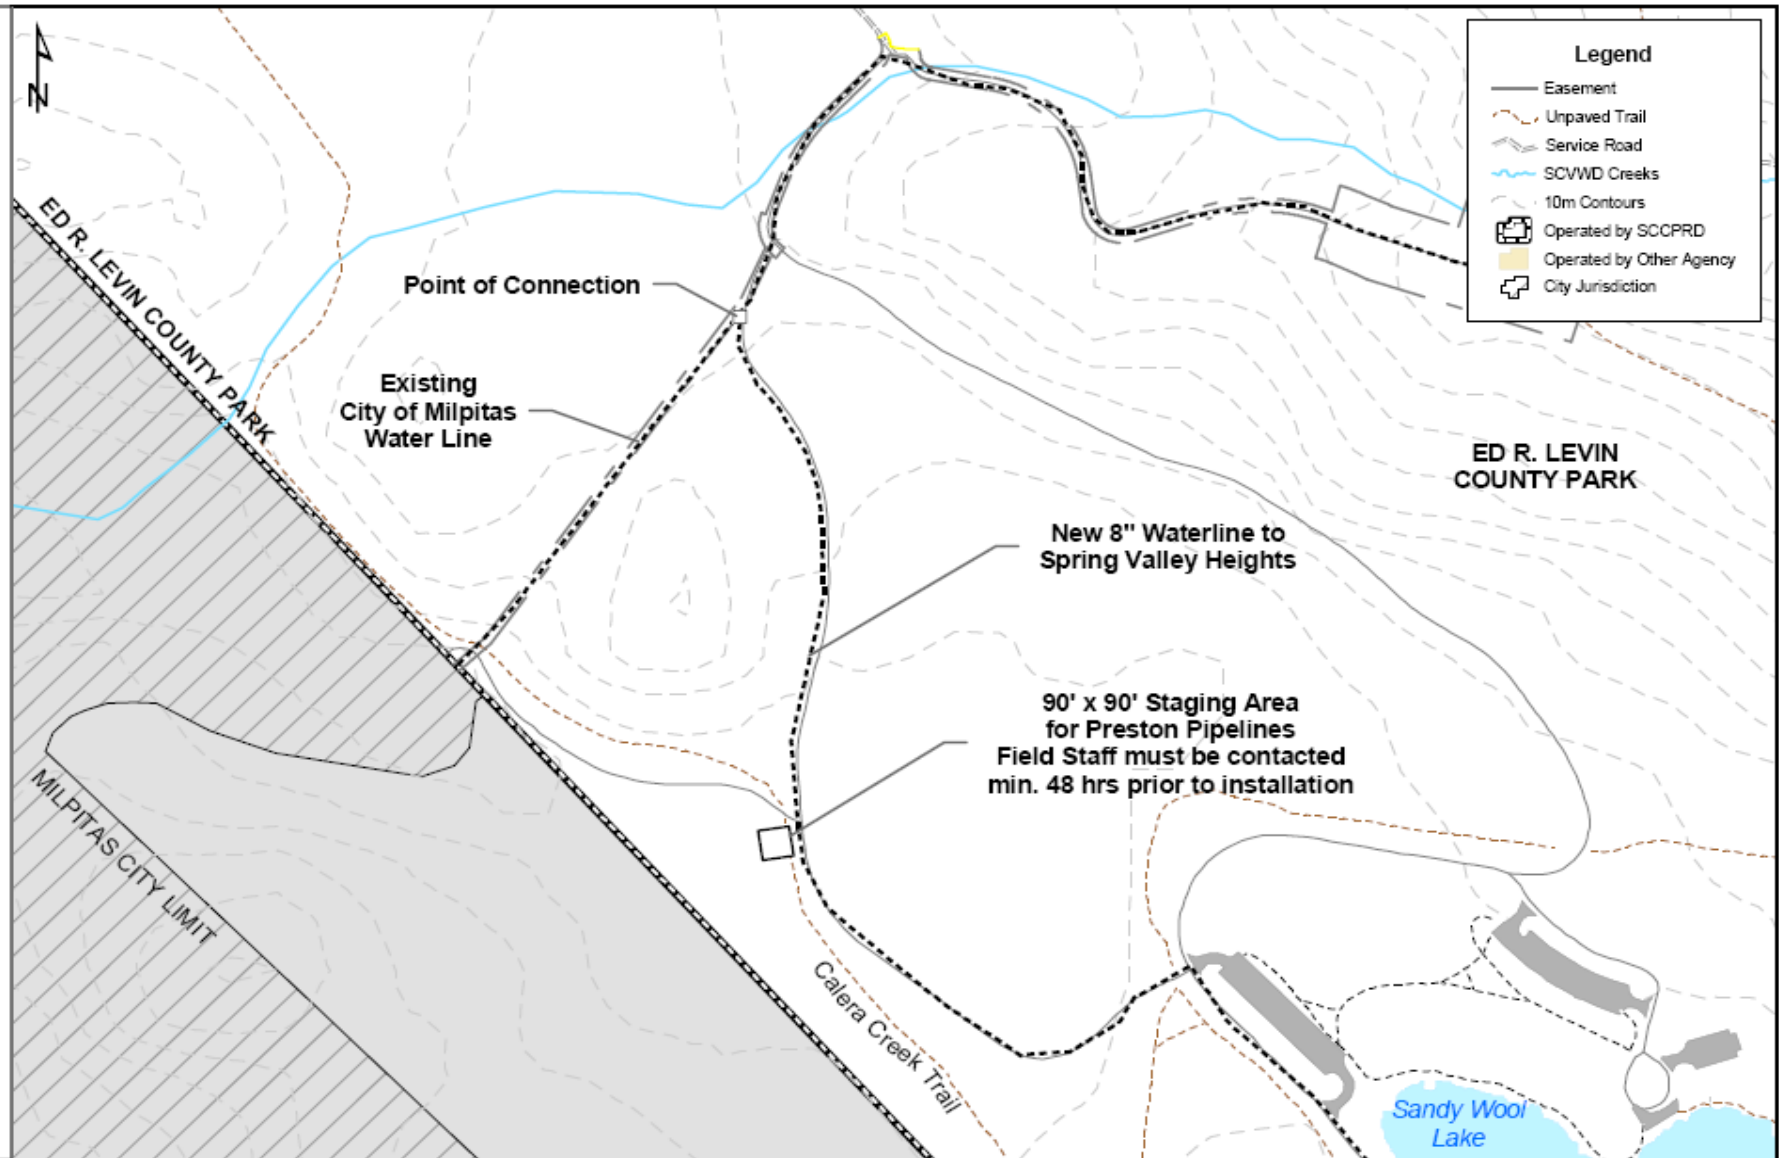 N
Legend
Easement
Unpaved Trail
Service Road
SCVWD Creeks
10m Contours
Operated by SCCPRD
Operated by Other Agency
City Jurisdiction
ED R. LEVIN COUNTY PARK
Point of Connection
Existing
City of Milpitas
Water Line
ED R. LEVIN
COUNTY PARK
New 8" Waterline to
Spring Valley Heights
90' x 90' Staging Area
for Preston Pipelines
Field Staff must be contacted
min. 48 hrs prior to installation
MILPITAS CITY LIMIT
Calera Creek Trail
Sandy Wool
Lake